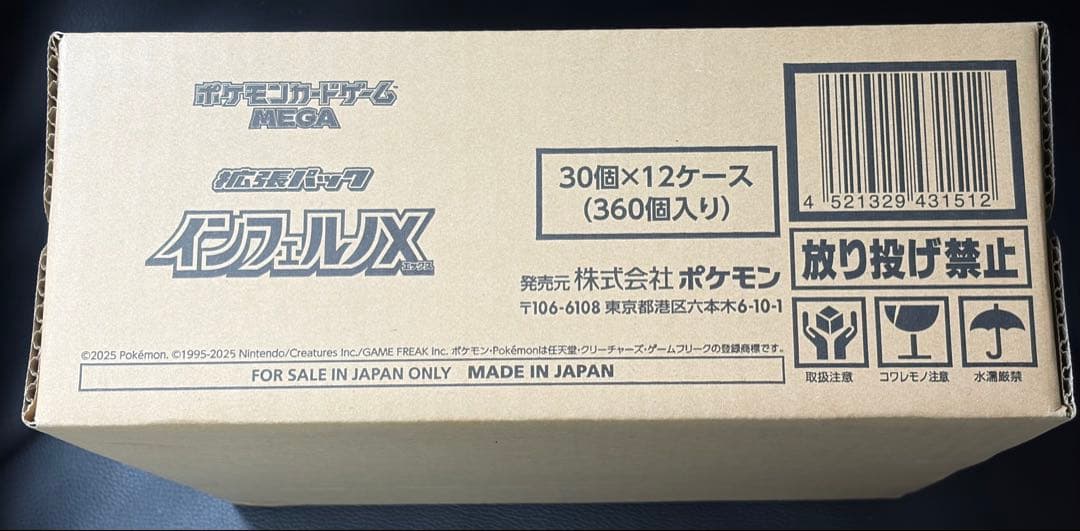 ポケモンカードゲーム
MEGA
拡張パック
インフェルノX
エックス
30個×12ケース
(360個入り)
発売元 株式会社 ポケモン
〒106-6108 東京都港区六本木6-10-1
4 521329 431512
放り投げ禁止
取扱注意 コワレモノ注意 水濡厳禁
©2025 Pokémon. ©1995-2025 Nintendo/Creatures Inc./GAME FREAK Inc. ポケモン・Pokémonは任天堂・クリーチャーズ・ゲームフリークの登録商標です。
FOR SALE IN JAPAN ONLY MADE IN JAPAN